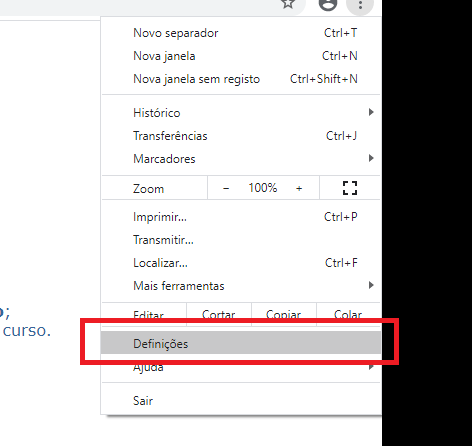 Novo separador Ctrl+T
Nova janela Ctrl+N
Nova janela sem registo Ctrl+Shift+N
Histórico
Transferências Ctrl+J
Marcadores
Zoom − 100% +
Imprimir... Ctrl+P
Transmitir...
Localizar... Ctrl+F
Mais ferramentas
o;
Editar Cortar Copiar Colar
curso.
Definições
Ajuda
Sair